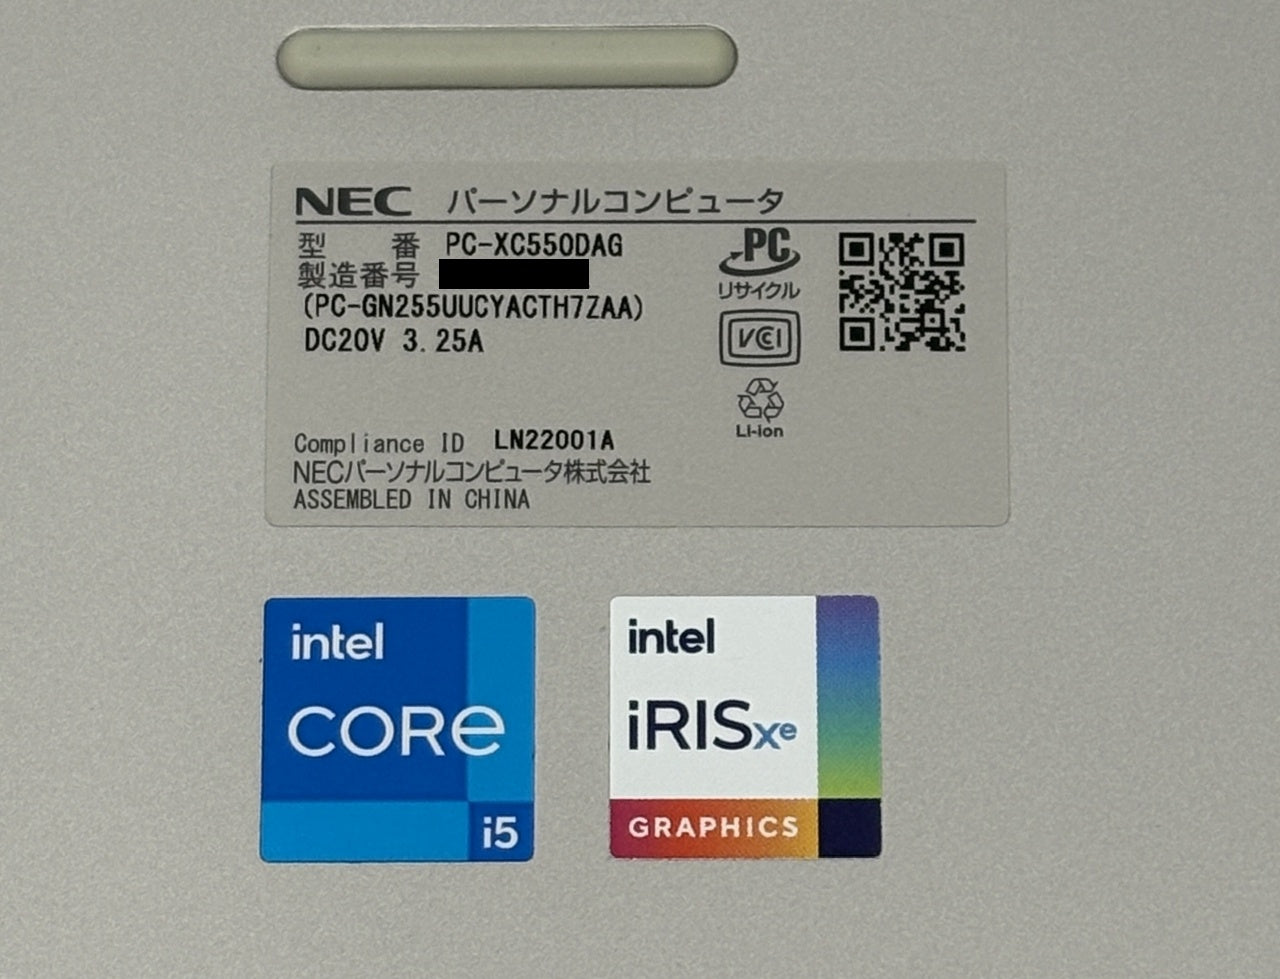 NEC パーソナルコンピュータ
型 番 PC-XC550DAG
製造番号
(PC-GN255UUCYACTH7ZAA)
DC20V 3.25A
PC
リサイクル
VCCI
Li-ion
Compliance ID LN22001A
NECパーソナルコンピュータ株式会社
ASSEMBLED IN CHINA
intel
CORe
i5
intel
iRISxe
GRAPHICS